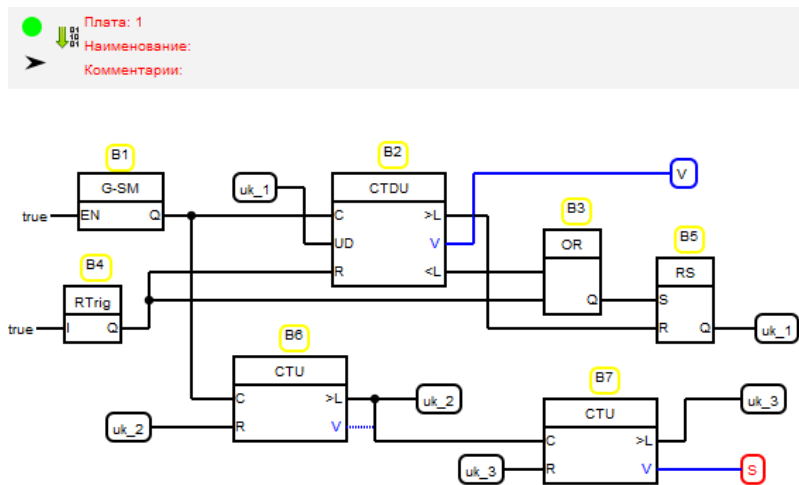 Плата: 1
Наименование:
Комментарии:
B1
G-SM
true EN Q
B4
RTrig
true I Q
uk_1
B2
CTDU
C >L
UD V
R <L
V
B3
OR
Q
B5
RS
S
R Q
uk_1
B6
CTU
C >L
R V
uk_2
uk_2
B7
CTU
C >L
R V
uk_3
uk_3
S